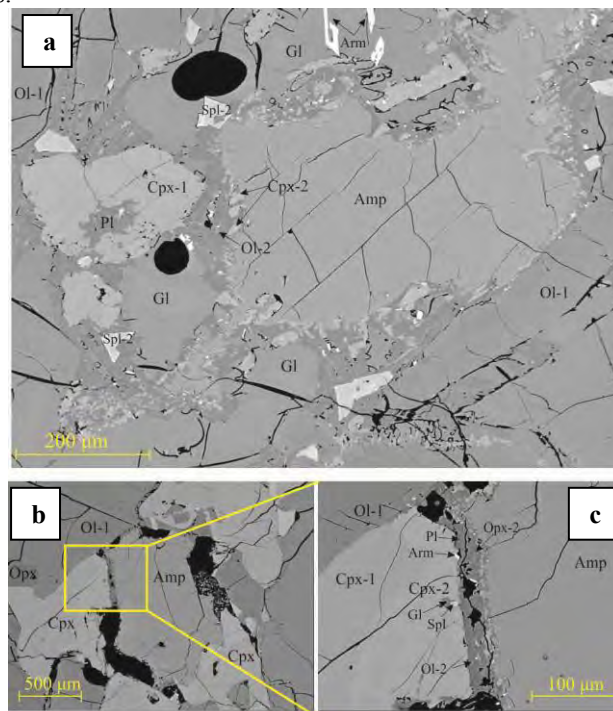 a
Gl
Arm
Ol-1
Spl-2
Cpx-1
Cpx-2
Amp
Pl
Ol-2
Gl
Ol-1
Spl-2
Gl
200 μm
b
Ol-1
Opx
Amp
Cpx
Cpx
500 μm
c
Ol-1
Pl
Opx-2
Arm
Amp
Cpx-1
Cpx-2
Gl
Spl
Ol-2
100 μm